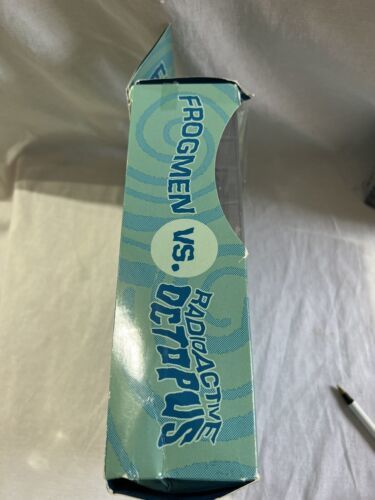 FROGMEN
VS.
RADIOACTIVE
OCTOPUS